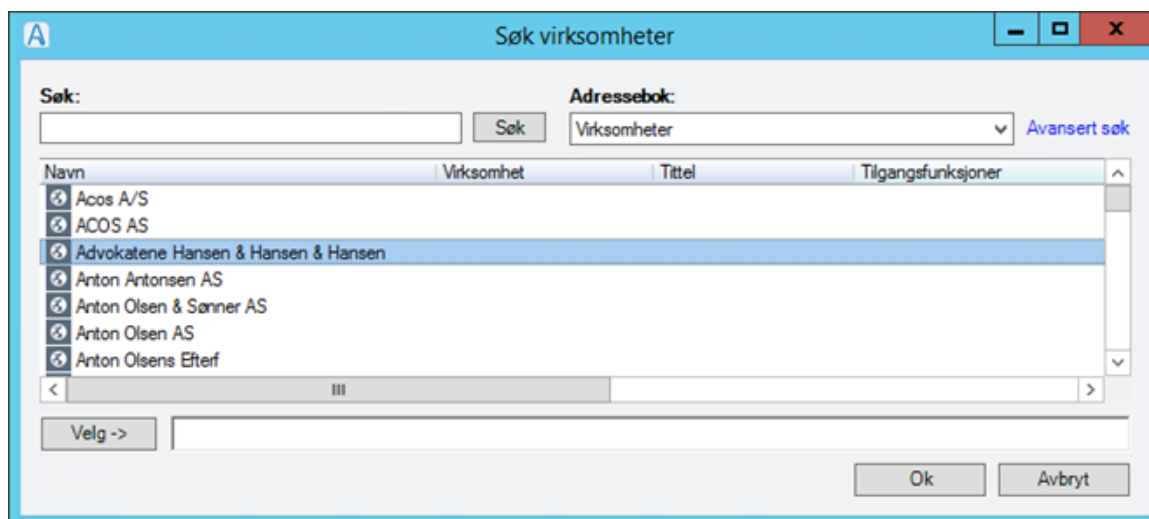 A Søk virksomheter
Søk: Adressebok:
Søk Virksomheter Avansert søk
Navn Virksomhet Tittel Tilgangsfunksjoner
Acos A/S
ACOS AS
Advokatene Hansen & Hansen & Hansen
Anton Antonsen AS
Anton Olsen & Sønner AS
Anton Olsen AS
Anton Olsens Efterf
Velg ->
Ok Avbryt